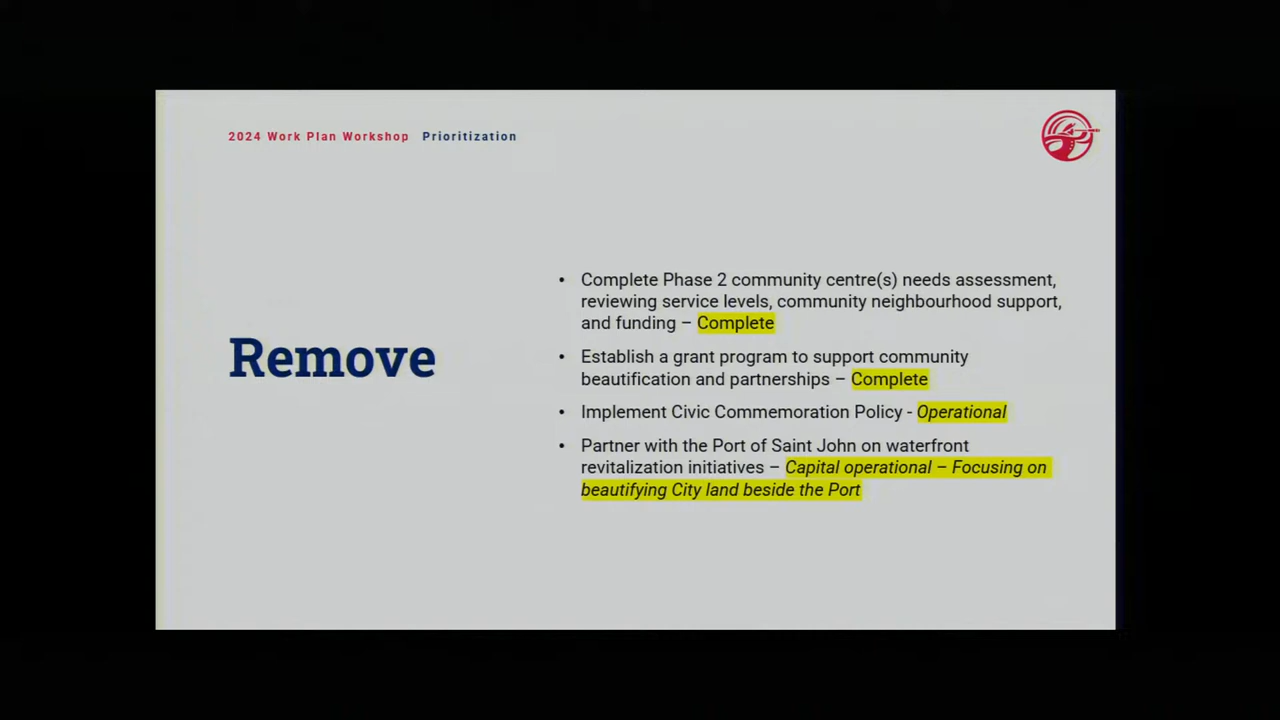 2024 Work Plan Workshop Prioritization
Remove
• Complete Phase 2 community centre(s) needs assessment,
reviewing service levels, community neighbourhood support,
and funding – Complete
• Establish a grant program to support community
beautification and partnerships – Complete
• Implement Civic Commemoration Policy - Operational
• Partner with the Port of Saint John on waterfront
revitalization initiatives – Capital operational – Focusing on
beautifying City land beside the Port